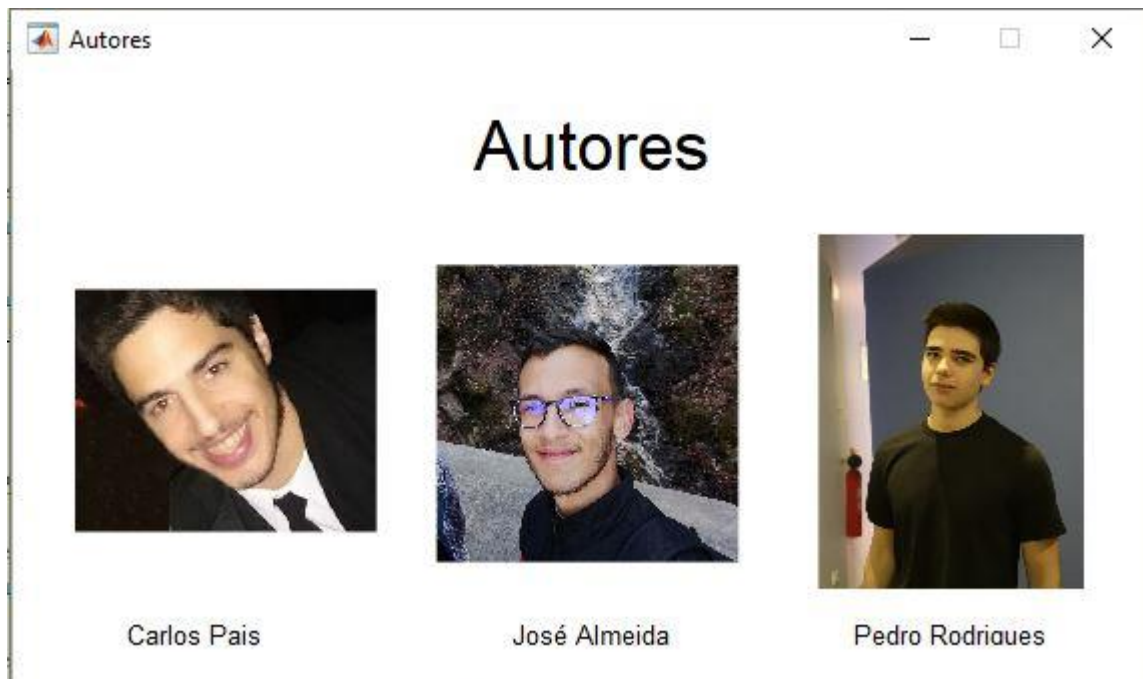 Autores
Autores
Carlos Pais
José Almeida
Pedro Rodrigues